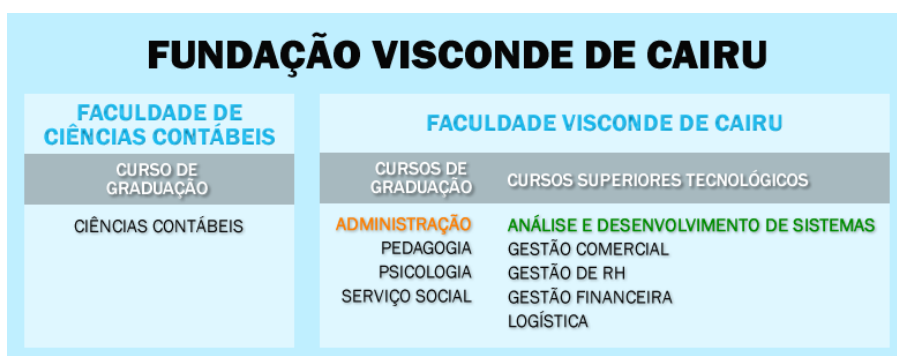 FUNDAÇÃO VISCONDE DE CAIRU
FACULDADE DE
CIÊNCIAS CONTÁBEIS
CURSO DE
GRADUAÇÃO
CIÊNCIAS CONTÁBEIS
FACULDADE VISCONDE DE CAIRU
CURSOS DE
GRADUAÇÃO
ADMINISTRAÇÃO
PEDAGOGIA
PSICOLOGIA
SERVIÇO SOCIAL
CURSOS SUPERIORES TECNOLÓGICOS
ANÁLISE E DESENVOLVIMENTO DE SISTEMAS
GESTÃO COMERCIAL
GESTÃO DE RH
GESTÃO FINANCEIRA
LOGÍSTICA